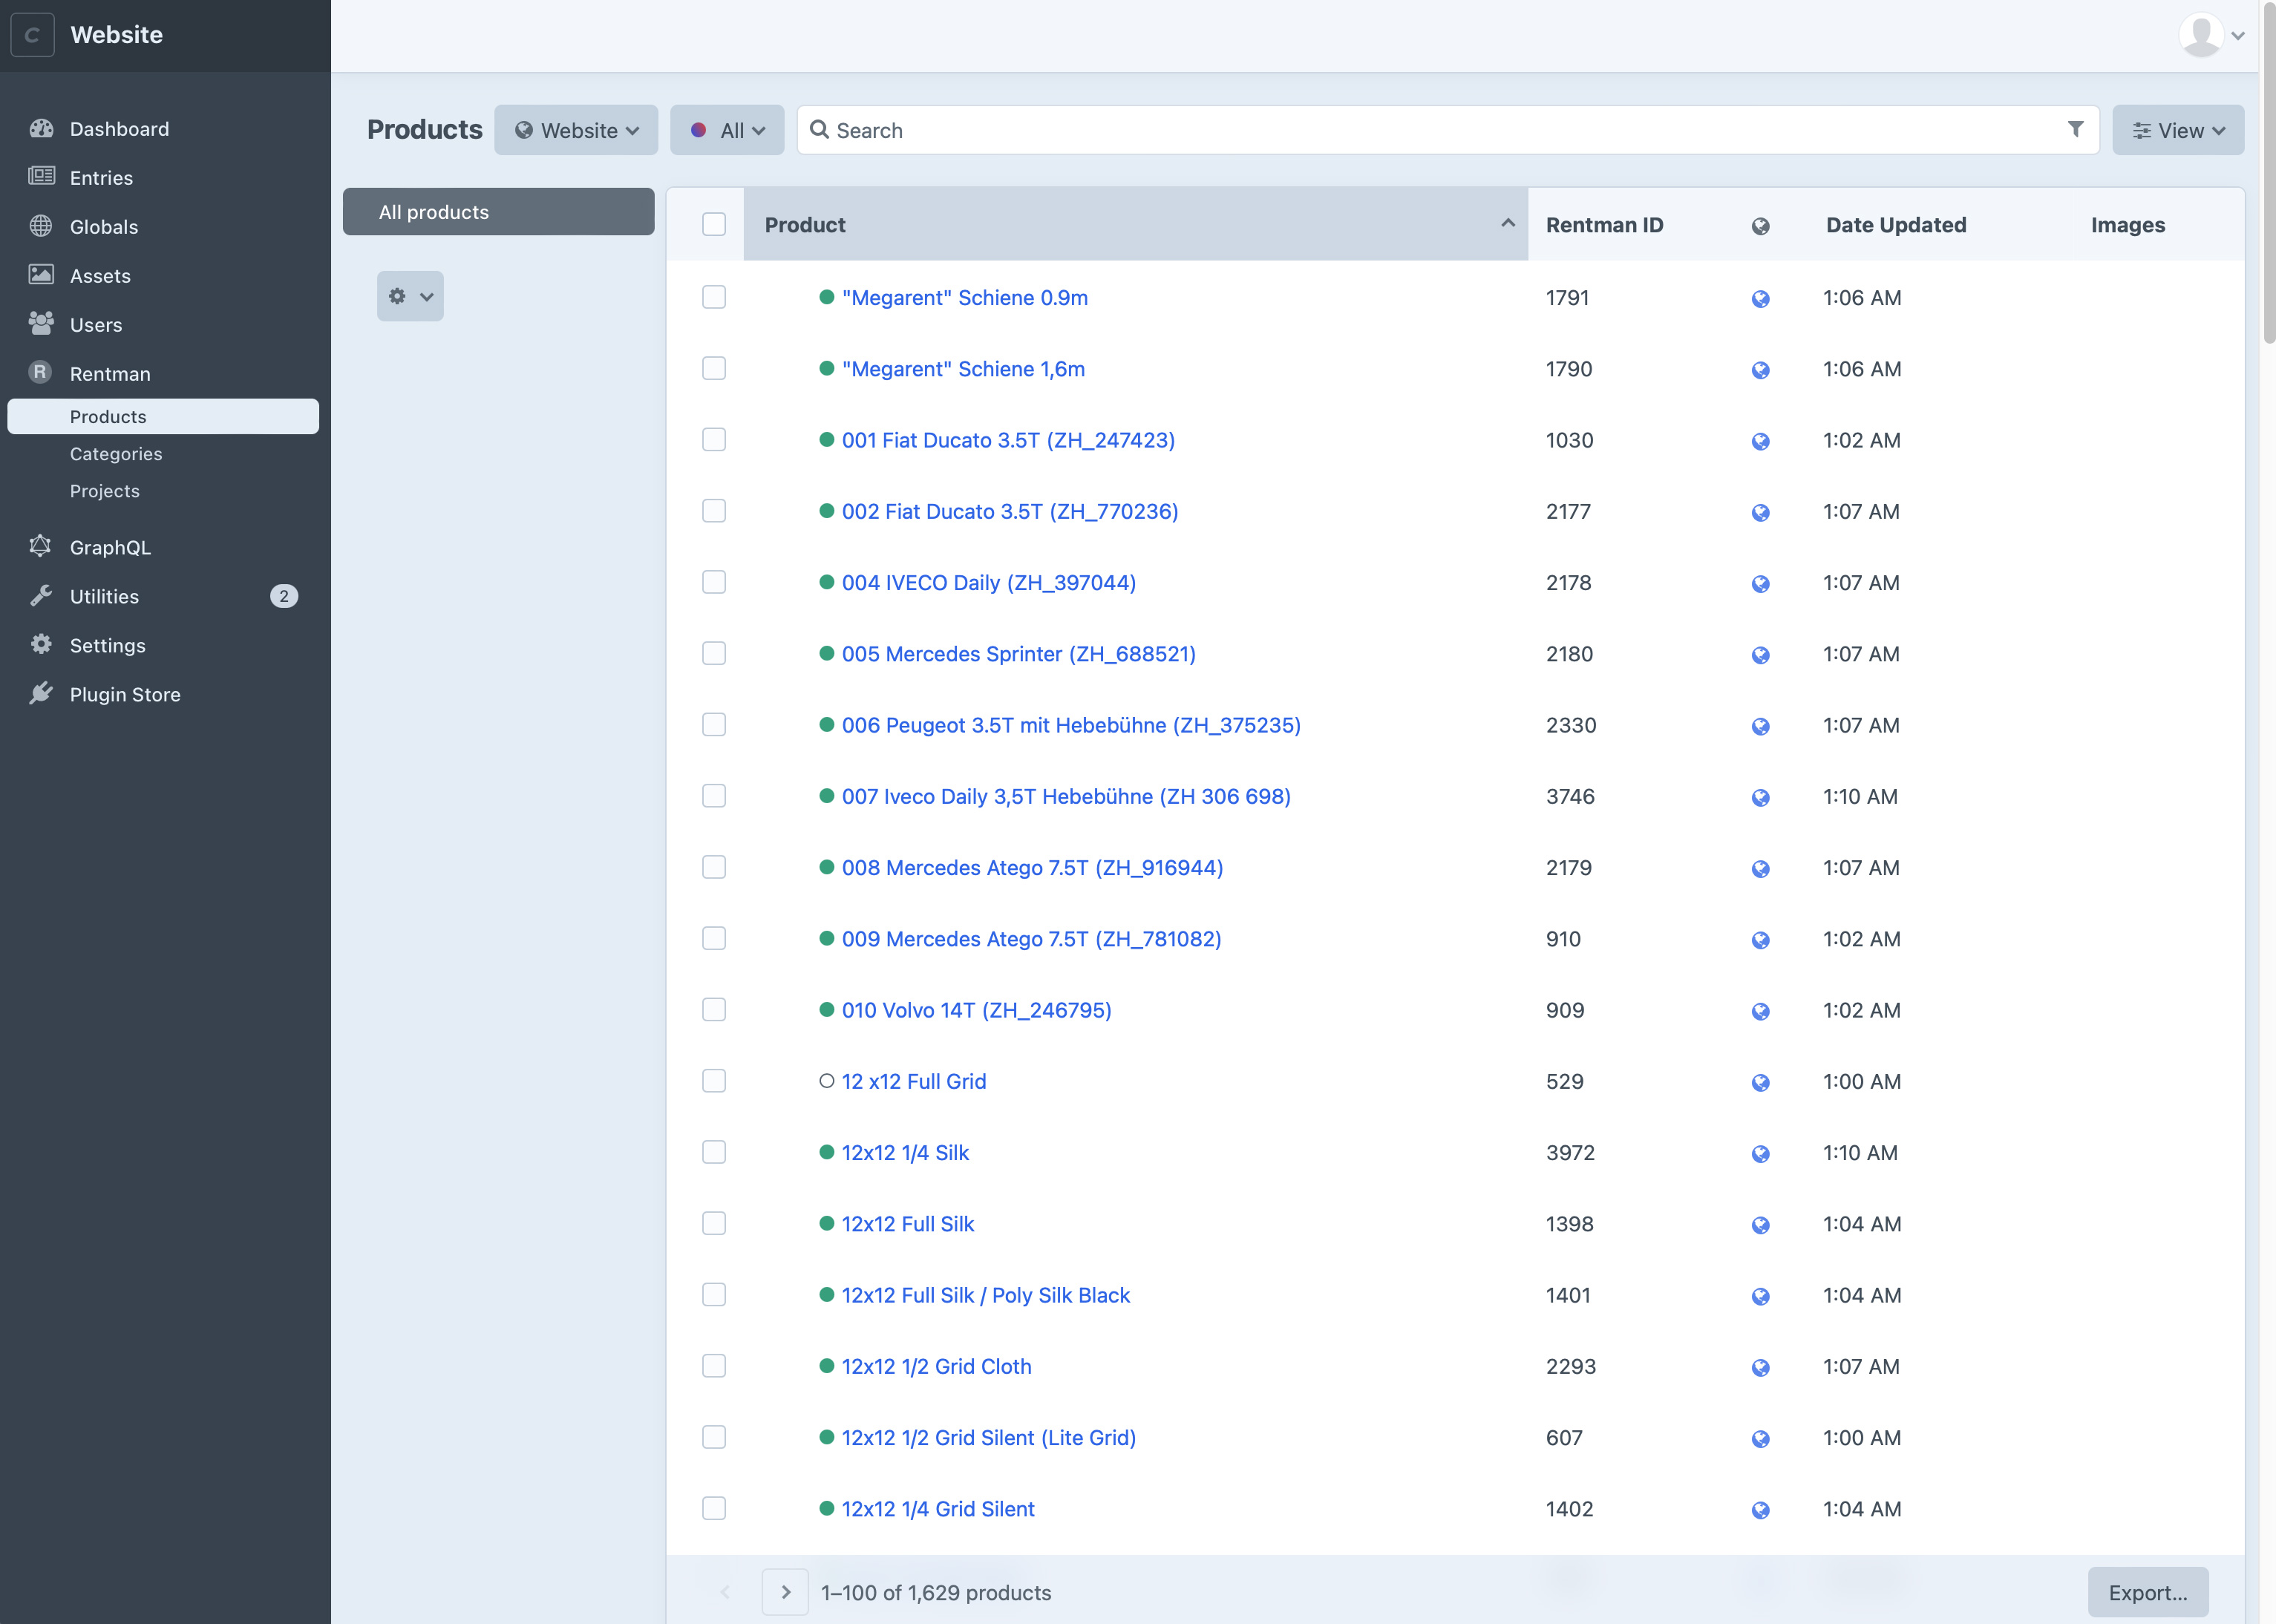 C Website
Dashboard
Entries
Globals
Assets
Users
R Rentman
Products
Categories
Projects
GraphQL
Utilities 2
Settings
Plugin Store
Products Website All Search View
All products
Product Rentman ID Date Updated Images
"Megarent" Schiene 0.9m 1791 1:06 AM
"Megarent" Schiene 1,6m 1790 1:06 AM
001 Fiat Ducato 3.5T (ZH_247423) 1030 1:02 AM
002 Fiat Ducato 3.5T (ZH_770236) 2177 1:07 AM
004 IVECO Daily (ZH_397044) 2178 1:07 AM
005 Mercedes Sprinter (ZH_688521) 2180 1:07 AM
006 Peugeot 3.5T mit Hebebühne (ZH_375235) 2330 1:07 AM
007 Iveco Daily 3,5T Hebebühne (ZH 306 698) 3746 1:10 AM
008 Mercedes Atego 7.5T (ZH_916944) 2179 1:07 AM
009 Mercedes Atego 7.5T (ZH_781082) 910 1:02 AM
010 Volvo 14T (ZH_246795) 909 1:02 AM
12 x12 Full Grid 529 1:00 AM
12x12 1/4 Silk 3972 1:10 AM
12x12 Full Silk 1398 1:04 AM
12x12 Full Silk / Poly Silk Black 1401 1:04 AM
12x12 1/2 Grid Cloth 2293 1:07 AM
12x12 1/2 Grid Silent (Lite Grid) 607 1:00 AM
12x12 1/4 Grid Silent 1402 1:04 AM
1–100 of 1,629 products Export...